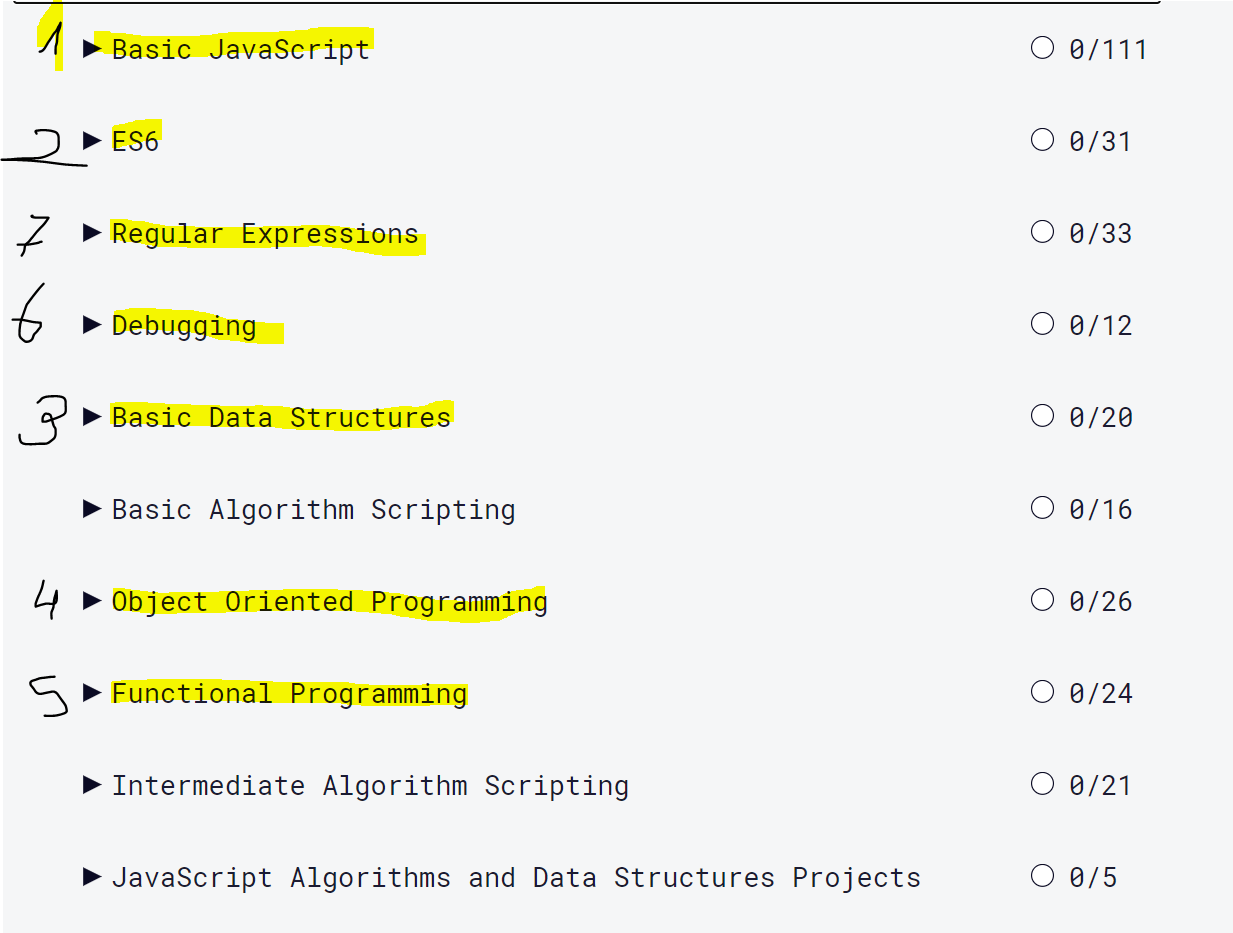 1 ▶ Basic JavaScript 0/111
2 ▶ ES6 0/31
7 ▶ Regular Expressions 0/33
6 ▶ Debugging 0/12
3 ▶ Basic Data Structures 0/20
▶ Basic Algorithm Scripting 0/16
4 ▶ Object Oriented Programming 0/26
5 ▶ Functional Programming 0/24
▶ Intermediate Algorithm Scripting 0/21
▶ JavaScript Algorithms and Data Structures Projects 0/5